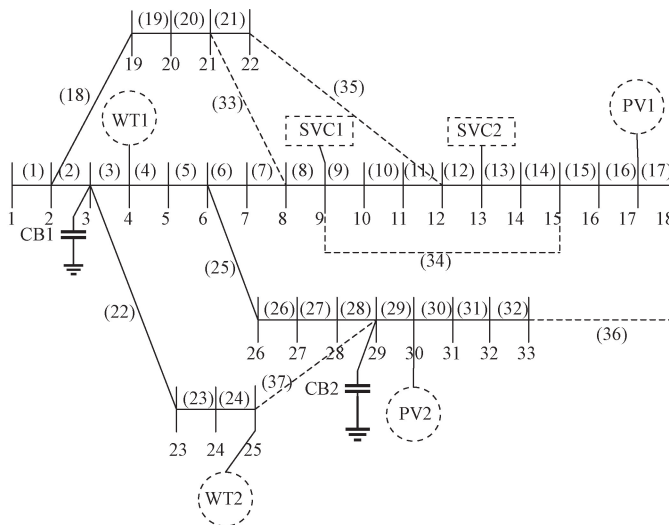 (19) (20) (21)
19 20 21 22
(18) (33) (35)
WT1 SVC1 SVC2 PV1
(1) (2) (3) (4) (5) (6) (7) (8) (9) (10) (11) (12) (13) (14) (15) (16) (17)
1 2 3 4 5 6 7 8 9 10 11 12 13 14 15 16 17 18
CB1
(34)
(25)
(22) (26) (27) (28) (29) (30) (31) (32)
(36)
26 27 28 29 30 31 32 33
(37)
CB2 PV2
(23) (24)
23 24 25
WT2